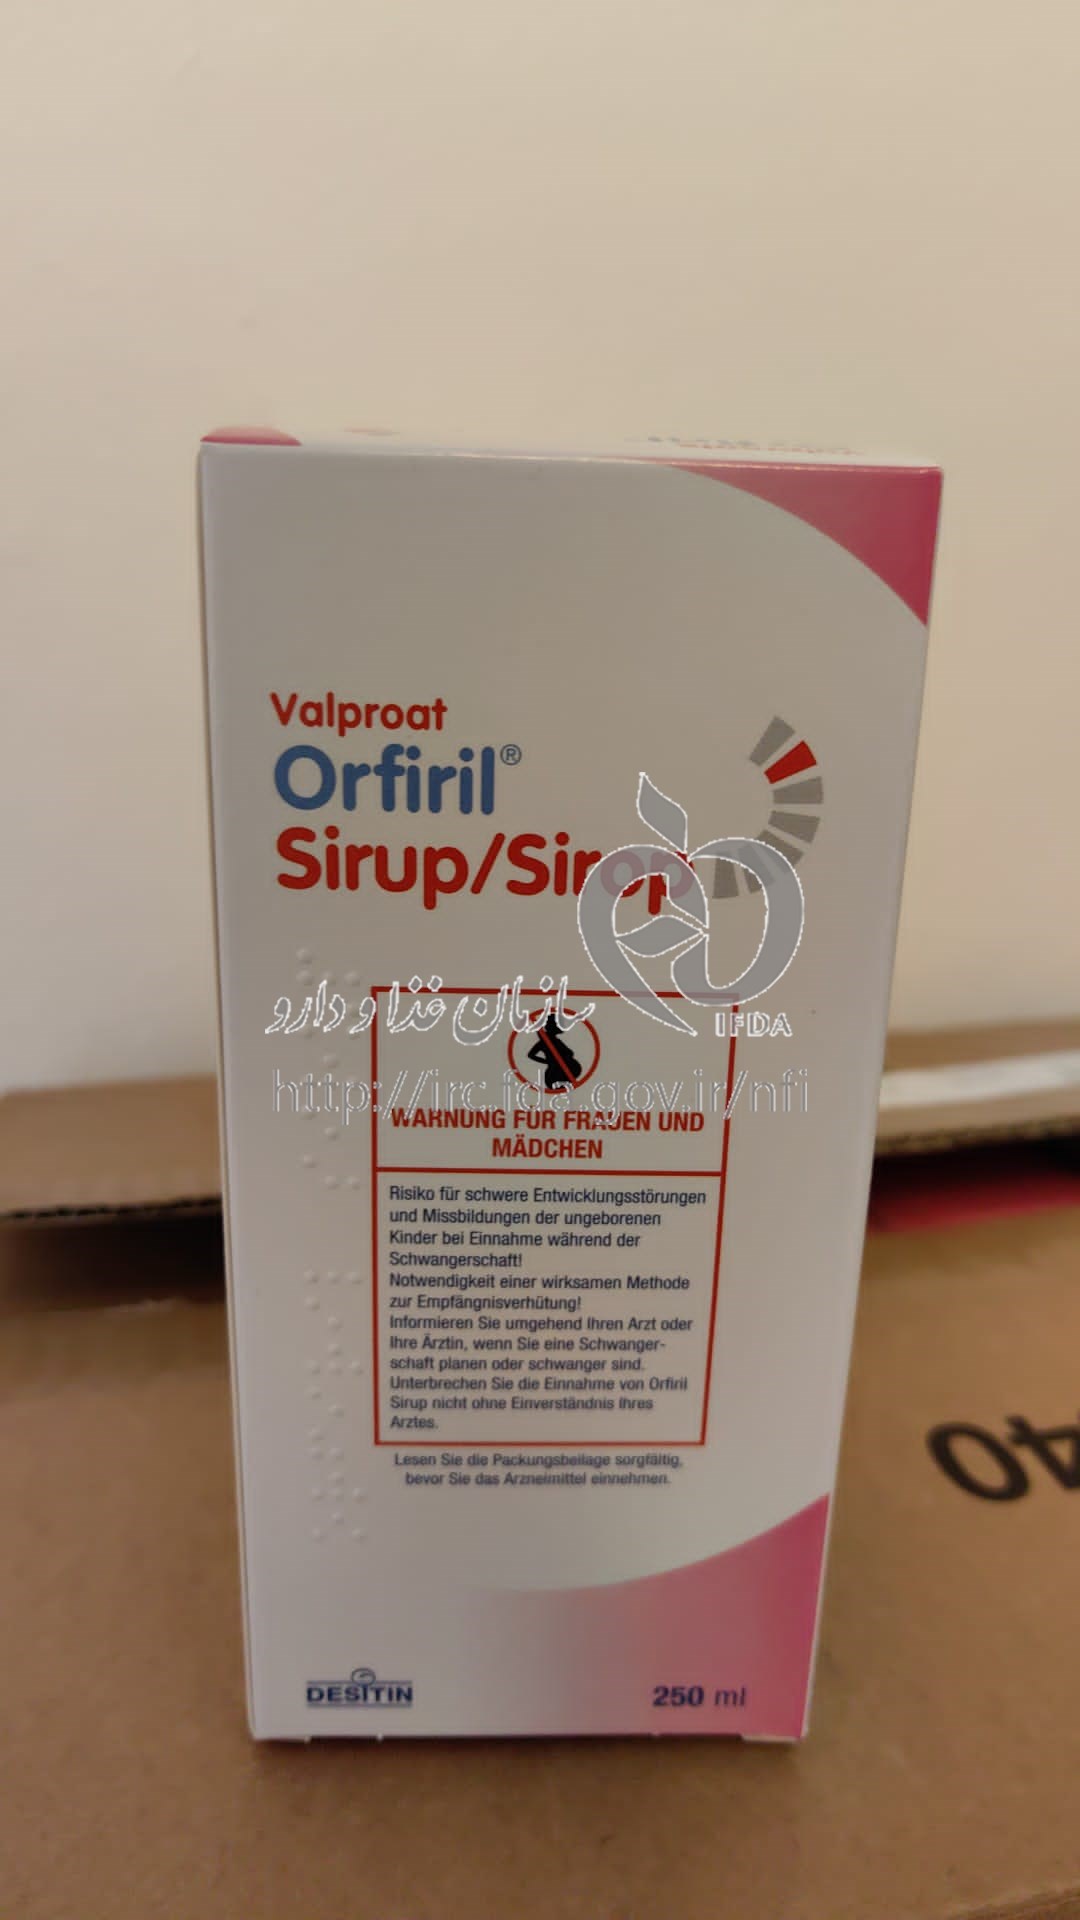 Valproat
Orfiril®
Sirup/Sirop
سازمان غذا و دارو
IFDA
http://irc.fda.gov.ir/nfi
WARNUNG FÜR FRAUEN UND
MÄDCHEN
Risiko für schwere Entwicklungsstörungen
und Missbildungen der ungeborenen
Kinder bei Einnahme während der
Schwangerschaft!
Notwendigkeit einer wirksamen Methode
zur Empfängnisverhütung!
Informieren Sie umgehend Ihren Arzt oder
Ihre Ärztin, wenn Sie eine Schwanger-
schaft planen oder schwanger sind.
Unterbrechen Sie die Einnahme von Orfiril
Sirup nicht ohne Einverständnis Ihres
Arztes.
Lesen Sie die Packungsbeilage sorgfältig,
bevor Sie das Arzneimittel einnehmen.
DESITIN
250 ml
40